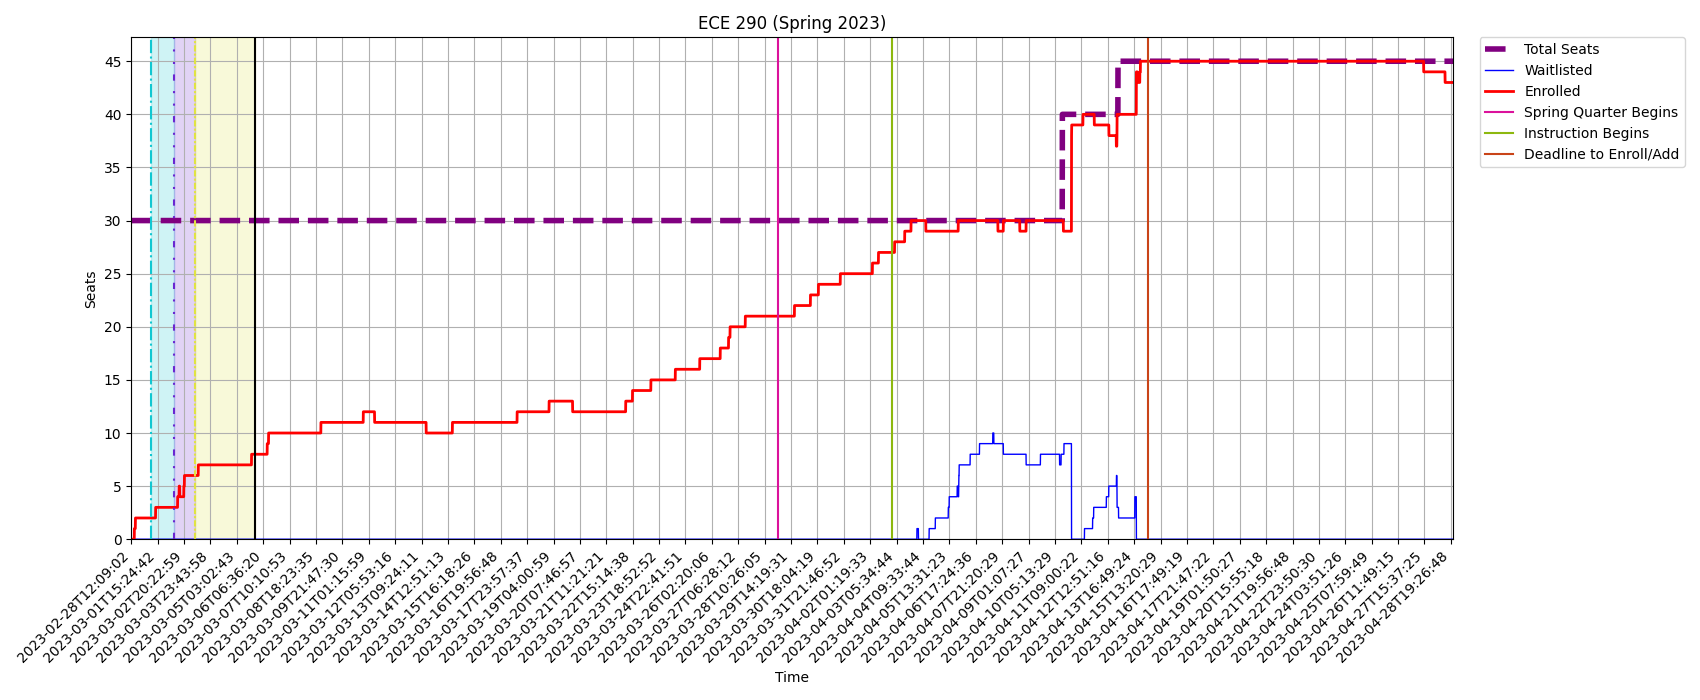 ECE 290 (Spring 2023)
Total Seats
Waitlisted
Enrolled
Spring Quarter Begins
Instruction Begins
Deadline to Enroll/Add
Seats
45
40
35
30
25
20
15
10
5
0
2023-02-28T12:09:02
2023-03-01T15:24:42
2023-03-02T20:22:59
2023-03-03T23:43:58
2023-03-05T03:02:43
2023-03-06T06:36:20
2023-03-07T10:10:53
2023-03-08T18:23:35
2023-03-09T21:47:30
2023-03-11T01:15:59
2023-03-12T05:53:16
2023-03-13T09:24:11
2023-03-14T12:51:13
2023-03-15T16:18:26
2023-03-16T19:56:48
2023-03-17T23:57:37
2023-03-19T04:00:59
2023-03-20T07:46:57
2023-03-21T11:21:21
2023-03-22T15:14:38
2023-03-23T18:52:52
2023-03-24T22:41:51
2023-03-26T02:20:06
2023-03-27T06:28:12
2023-03-28T10:26:05
2023-03-29T14:19:31
2023-03-30T18:04:19
2023-03-31T21:46:52
2023-04-02T01:19:33
2023-04-03T05:34:44
2023-04-04T09:33:44
2023-04-05T13:31:23
2023-04-06T17:24:36
2023-04-07T21:20:29
2023-04-09T01:07:27
2023-04-10T05:13:29
2023-04-11T09:00:22
2023-04-12T12:51:16
2023-04-13T16:49:24
2023-04-15T13:20:29
2023-04-16T17:49:19
2023-04-17T21:47:22
2023-04-19T01:50:27
2023-04-20T15:55:18
2023-04-21T19:56:48
2023-04-22T23:50:30
2023-04-24T03:51:26
2023-04-25T07:59:49
2023-04-26T11:49:15
2023-04-27T15:37:25
2023-04-28T19:26:48
Time